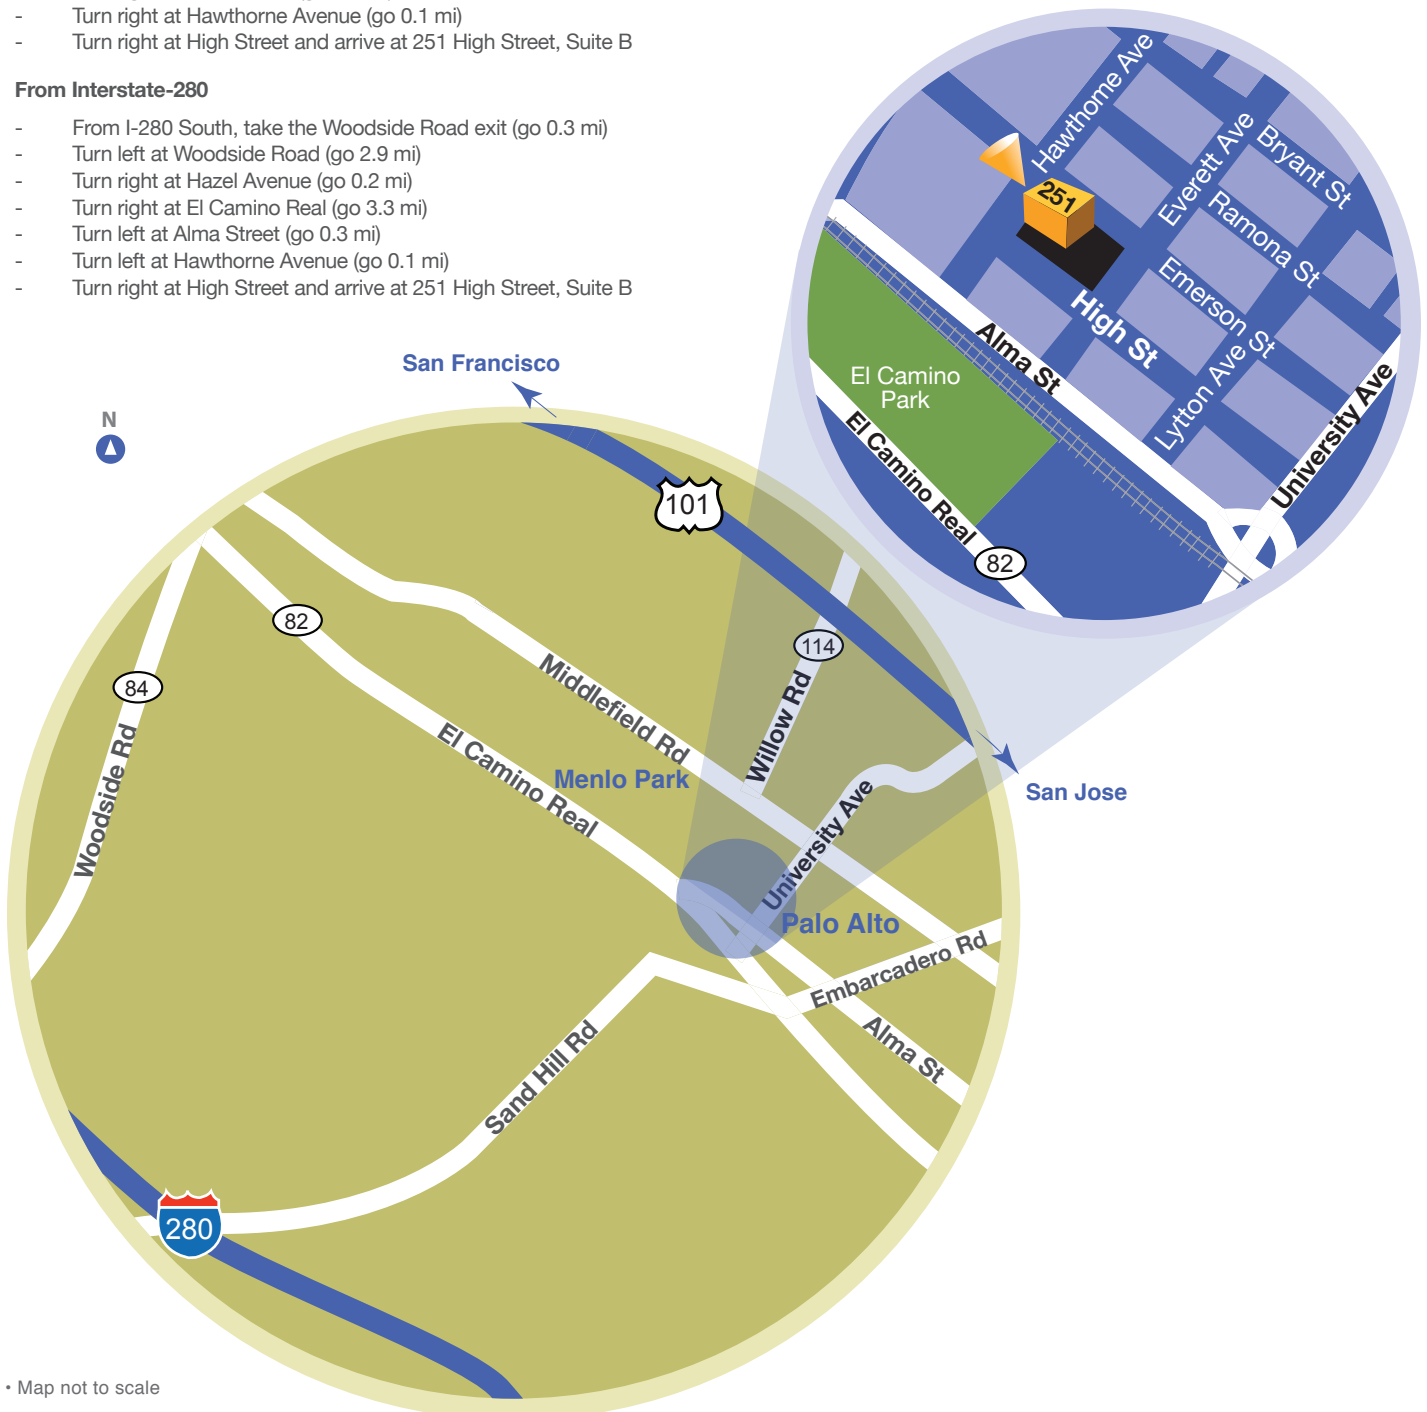 - Turn right at Hawthorne Avenue (go 0.1 mi)
- Turn right at High Street and arrive at 251 High Street, Suite B
From Interstate-280
- From I-280 South, take the Woodside Road exit (go 0.3 mi)
- Turn left at Woodside Road (go 2.9 mi)
- Turn right at Hazel Avenue (go 0.2 mi)
- Turn right at El Camino Real (go 3.3 mi)
- Turn left at Alma Street (go 0.3 mi)
- Turn left at Hawthorne Avenue (go 0.1 mi)
- Turn right at High Street and arrive at 251 High Street, Suite B
Hawthome Ave
Everett Ave
Bryant St
251
Ramona St
Emerson St
High St
Alma St
Lytton Ave
University Ave
El Camino
Park
El Camino Real
82
San Francisco
N
101
82
114
84
Middlefield Rd
Willow Rd
Woodside Rd
El Camino Real
Menlo Park
San Jose
University Ave
Palo Alto
Embarcadero Rd
Alma St
Sand Hill Rd
280
• Map not to scale